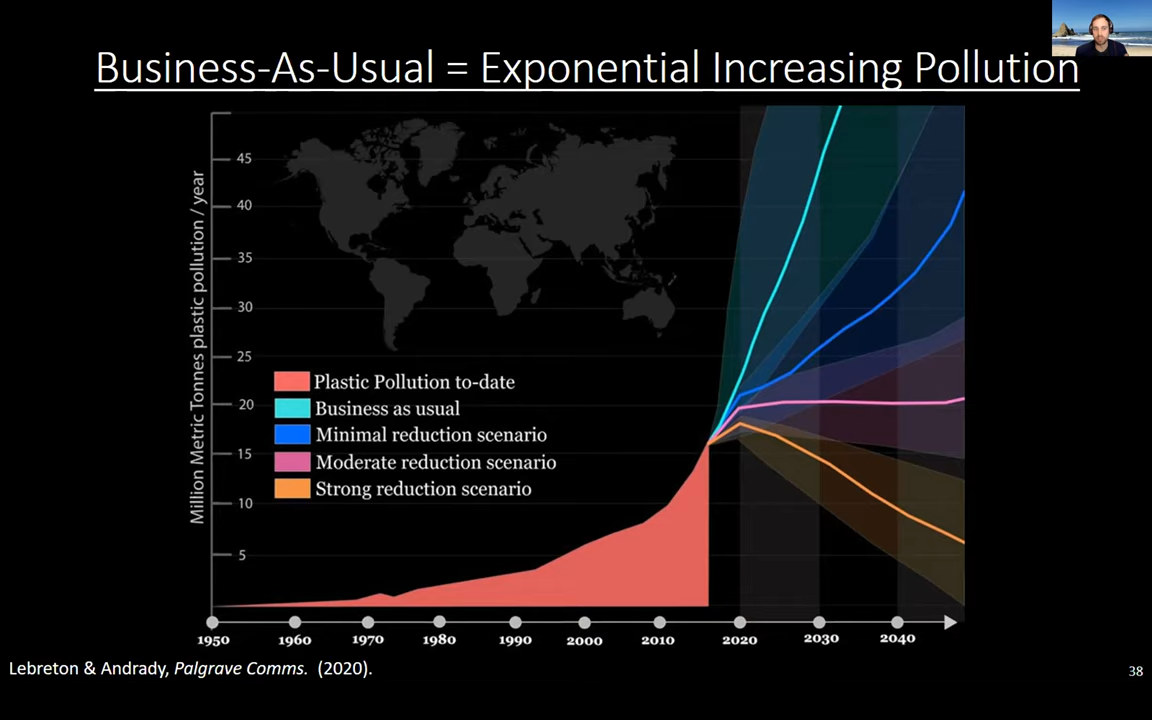 Business-As-Usual = Exponential Increasing Pollution
Million Metric Tonnes plastic pollution / year
45
40
35
30
25
20
15
10
5
Plastic Pollution to-date
Business as usual
Minimal reduction scenario
Moderate reduction scenario
Strong reduction scenario
1950 1960 1970 1980 1990 2000 2010 2020 2030 2040
Lebreton & Andrady, Palgrave Comms. (2020).
38